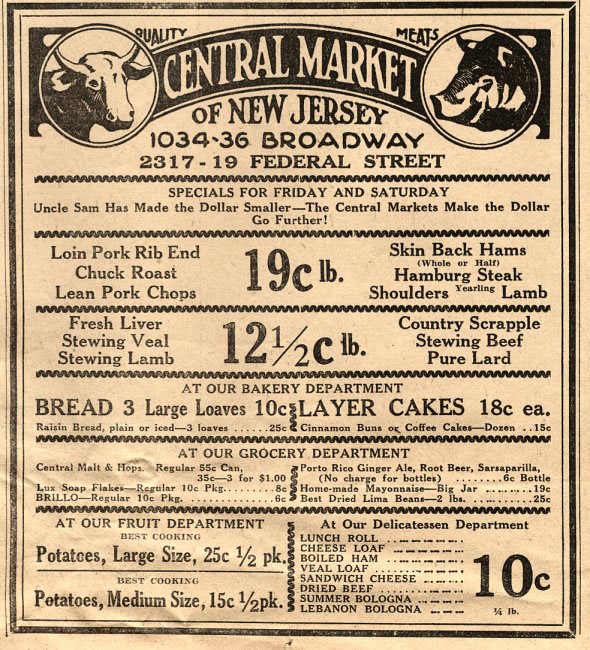 QUALITY MEATS
CENTRAL MARKET
OF NEW JERSEY
1034-36 BROADWAY
2317-19 FEDERAL STREET
SPECIALS FOR FRIDAY AND SATURDAY
Uncle Sam Has Made the Dollar Smaller—The Central Markets Make the Dollar
Go Further!
Loin Pork Rib End
Chuck Roast
Lean Pork Chops
19c lb.
Skin Back Hams
(Whole or Half)
Hamburg Steak
Shoulders Yearling Lamb
Fresh Liver
Stewing Veal
Stewing Lamb
12½c lb.
Country Scrapple
Stewing Beef
Pure Lard
AT OUR BAKERY DEPARTMENT
BREAD 3 Large Loaves 10c
Raisin Bread, plain or iced—3 loaves ......25c
LAYER CAKES 18c ea.
Cinnamon Buns or Coffee Cakes—Dozen ..15c
AT OUR GROCERY DEPARTMENT
Central Malt & Hops. Regular 55c Can,
35c—3 for $1.00
Lux Soap Flakes—Regular 10c Pkg.........8c
BRILLO—Regular 10c Pkg. ............6c
Porto Rico Ginger Ale, Root Beer, Sarsaparilla,
(No charge for bottles) .........6c Bottle
Home-made Mayonnaise—Big Jar .........19c
Best Dried Lima Beans—2 lbs. .........25c
AT OUR FRUIT DEPARTMENT
BEST COOKING
Potatoes, Large Size, 25c ½ pk.
BEST COOKING
Potatoes, Medium Size, 15c ½pk.
At Our Delicatessen Department
LUNCH ROLL
CHEESE LOAF
BOILED HAM
VEAL LOAF
SANDWICH CHEESE
DRIED BEEF
SUMMER BOLOGNA
LEBANON BOLOGNA
10c
¼ lb.